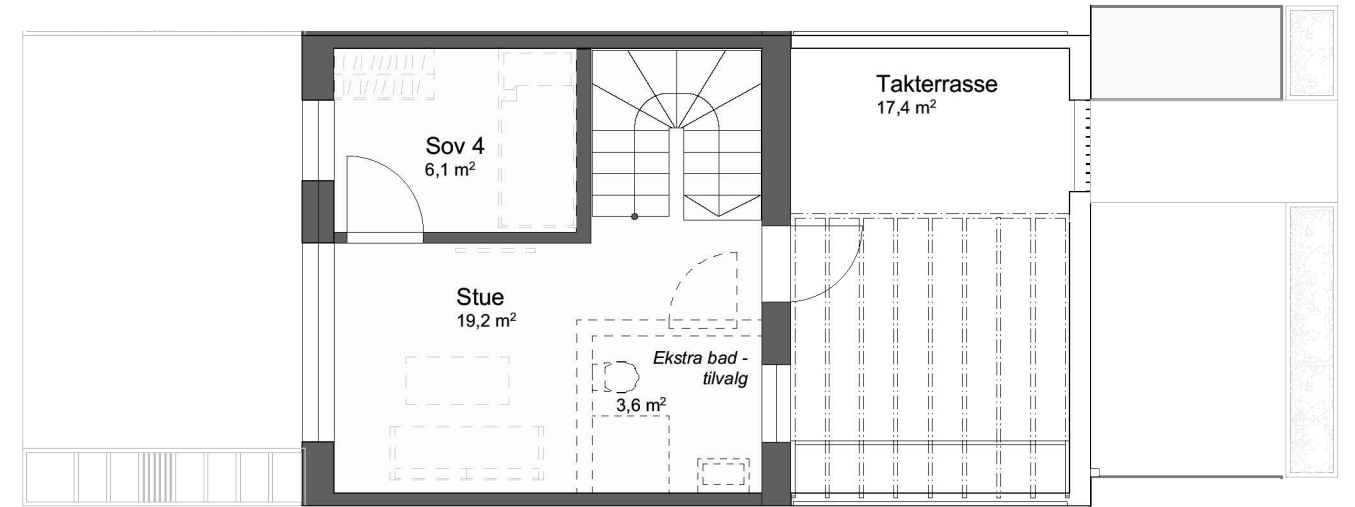 Takterrasse
17,4 m²
Sov 4
6,1 m²
Stue
19,2 m²
Ekstra bad -
tilvalg
3,6 m²